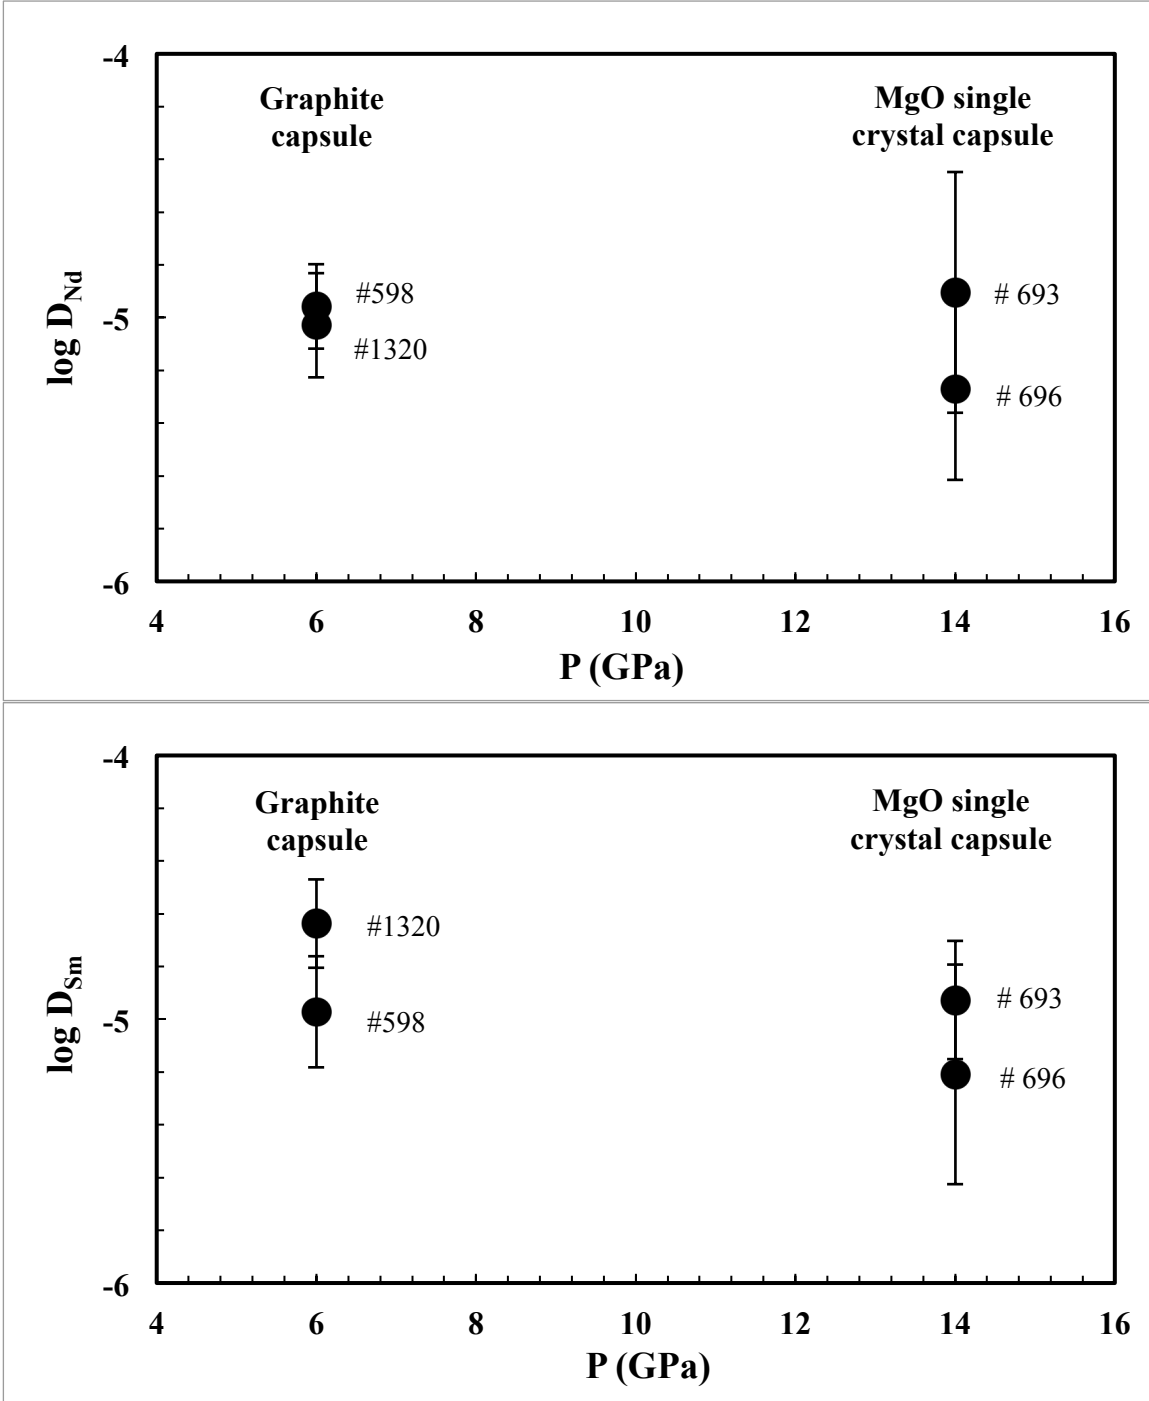 -4
Graphite
capsule
MgO single
crystal capsule
log D_Nd
#598
# 693
-5
#1320
# 696
-6
4 6 8 10 12 14 16
P (GPa)
-4
Graphite
capsule
MgO single
crystal capsule
#1320
log D_Sm
# 693
-5
#598
# 696
-6
4 6 8 10 12 14 16
P (GPa)